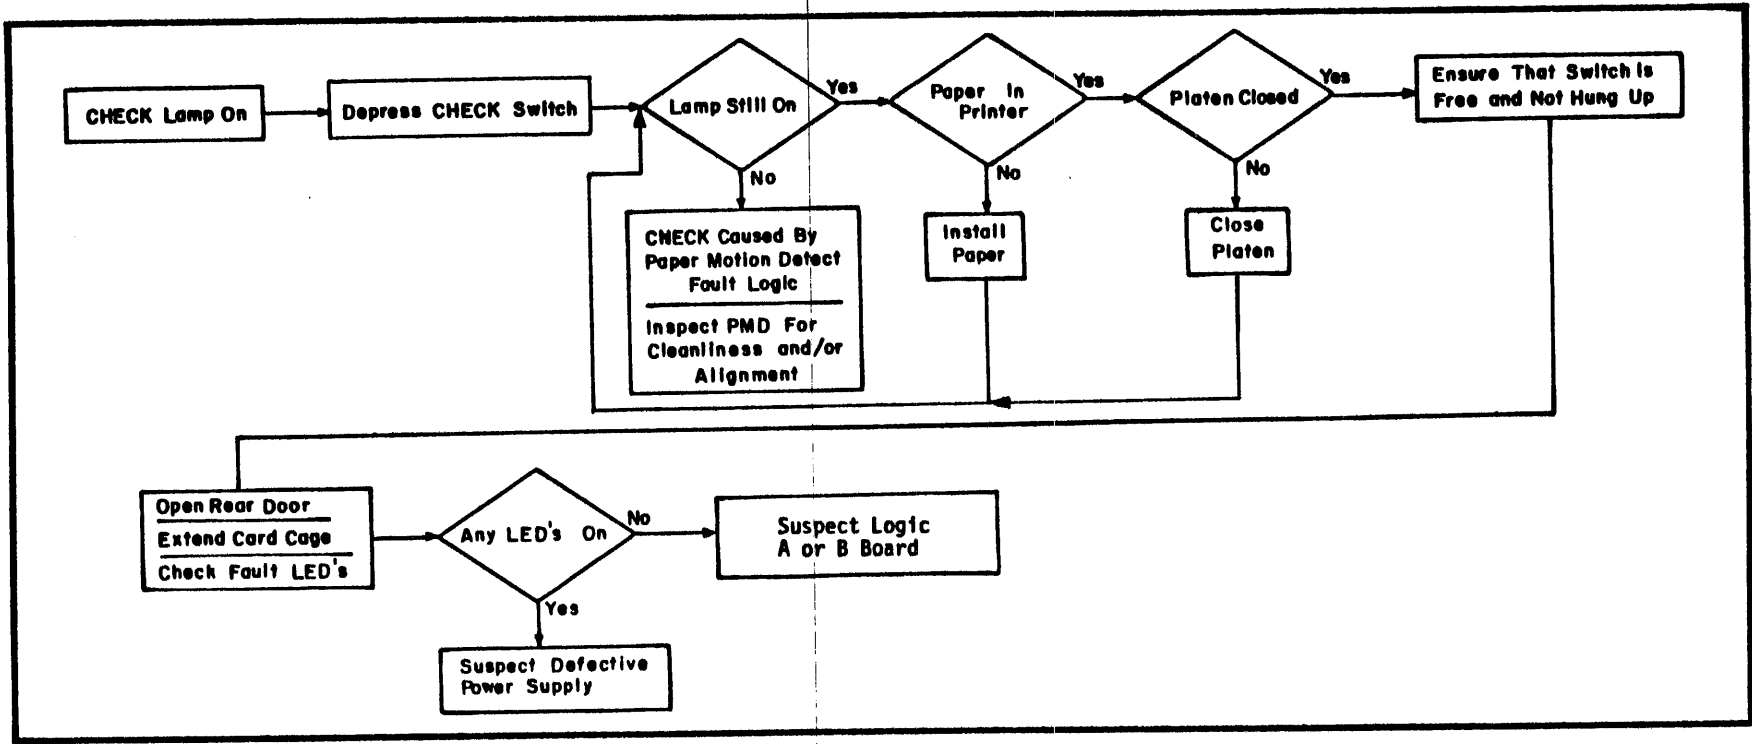 CHECK Lamp On
Depress CHECK Switch
Lamp Still On
Yes
No
Paper In
Printer
Yes
No
Platen Closed
Yes
No
Ensure That Switch Is
Free and Not Hung Up
CHECK Caused By
Paper Motion Detect
Fault Logic
Inspect PMD For
Cleanliness and/or
Alignment
Install
Paper
Close
Platen
Open Rear Door
Extend Card Cage
Check Fault LED's
Any LED's On
No
Yes
Suspect Logic
A or B Board
Suspect Defective
Power Supply